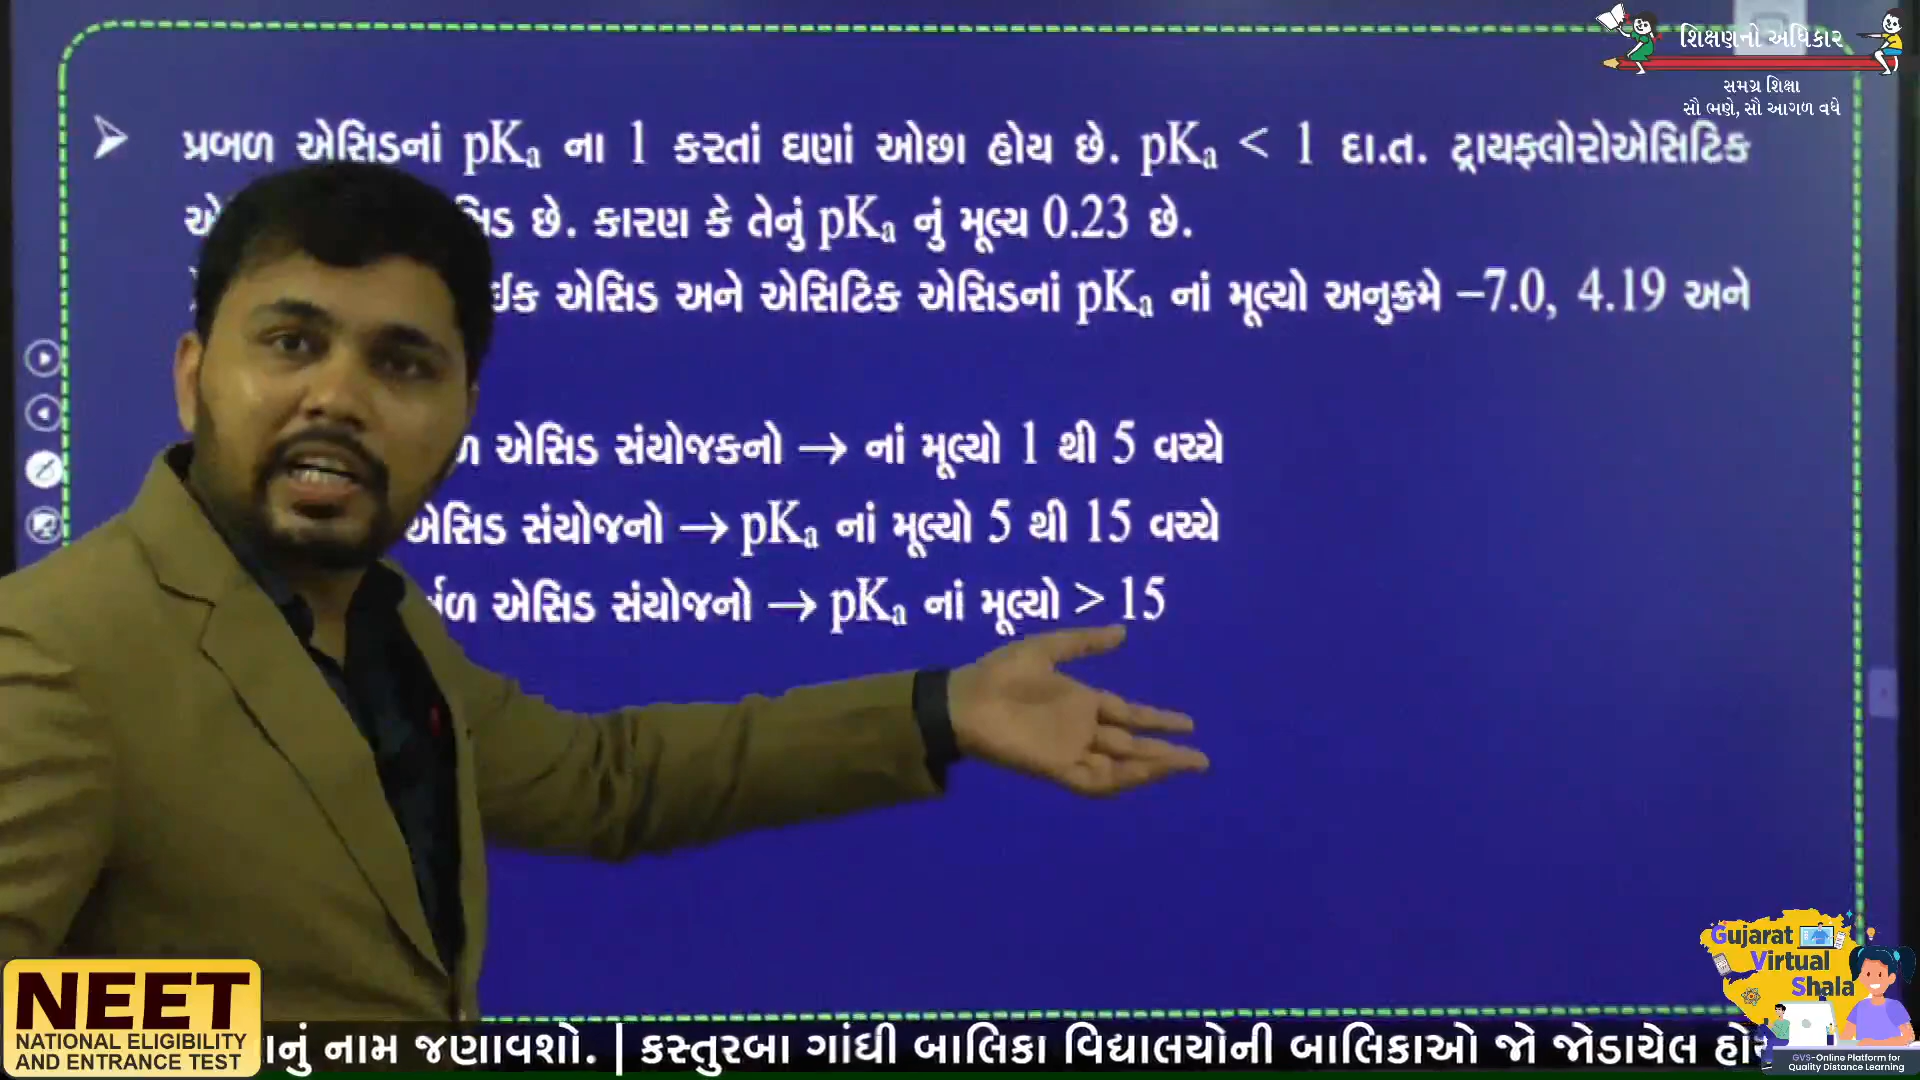 શિક્ષણનો અધિકાર
સમગ્ર શિક્ષા
સૌ ભણે, સૌ આગળ વધે
પ્રબળ એસિડનાં pKa ના 1 કરતાં ઘણાં ઓછા હોય છે. pKa < 1 દા.ત. ટ્રાયફ્લોરોએસિટિક
છે. કારણ કે તેનું pKa નું મૂલ્ય 0.23 છે.
એસિડ અને એસિટિક એસિડનાં pKa નાં મૂલ્યો અનુક્રમે –7.0, 4.19 અને
એસિડ સંયોજકનો → નાં મૂલ્યો 1 થી 5 વચ્ચે
એસિડ સંયોજનો → pKa નાં મૂલ્યો 5 થી 15 વચ્ચે
એસિડ સંયોજનો → pKa નાં મૂલ્યો > 15
Gujarat
Virtual
Shala
GVS-Online Platform for
Quality Distance Learning
NEET
NATIONAL ELIGIBILITY
AND ENTRANCE TEST
નામ જણાવશો. | કસ્તુરબા ગાંધી બાલિકા વિદ્યાલયોની બાલિકાઓ જો જોડાયેલ